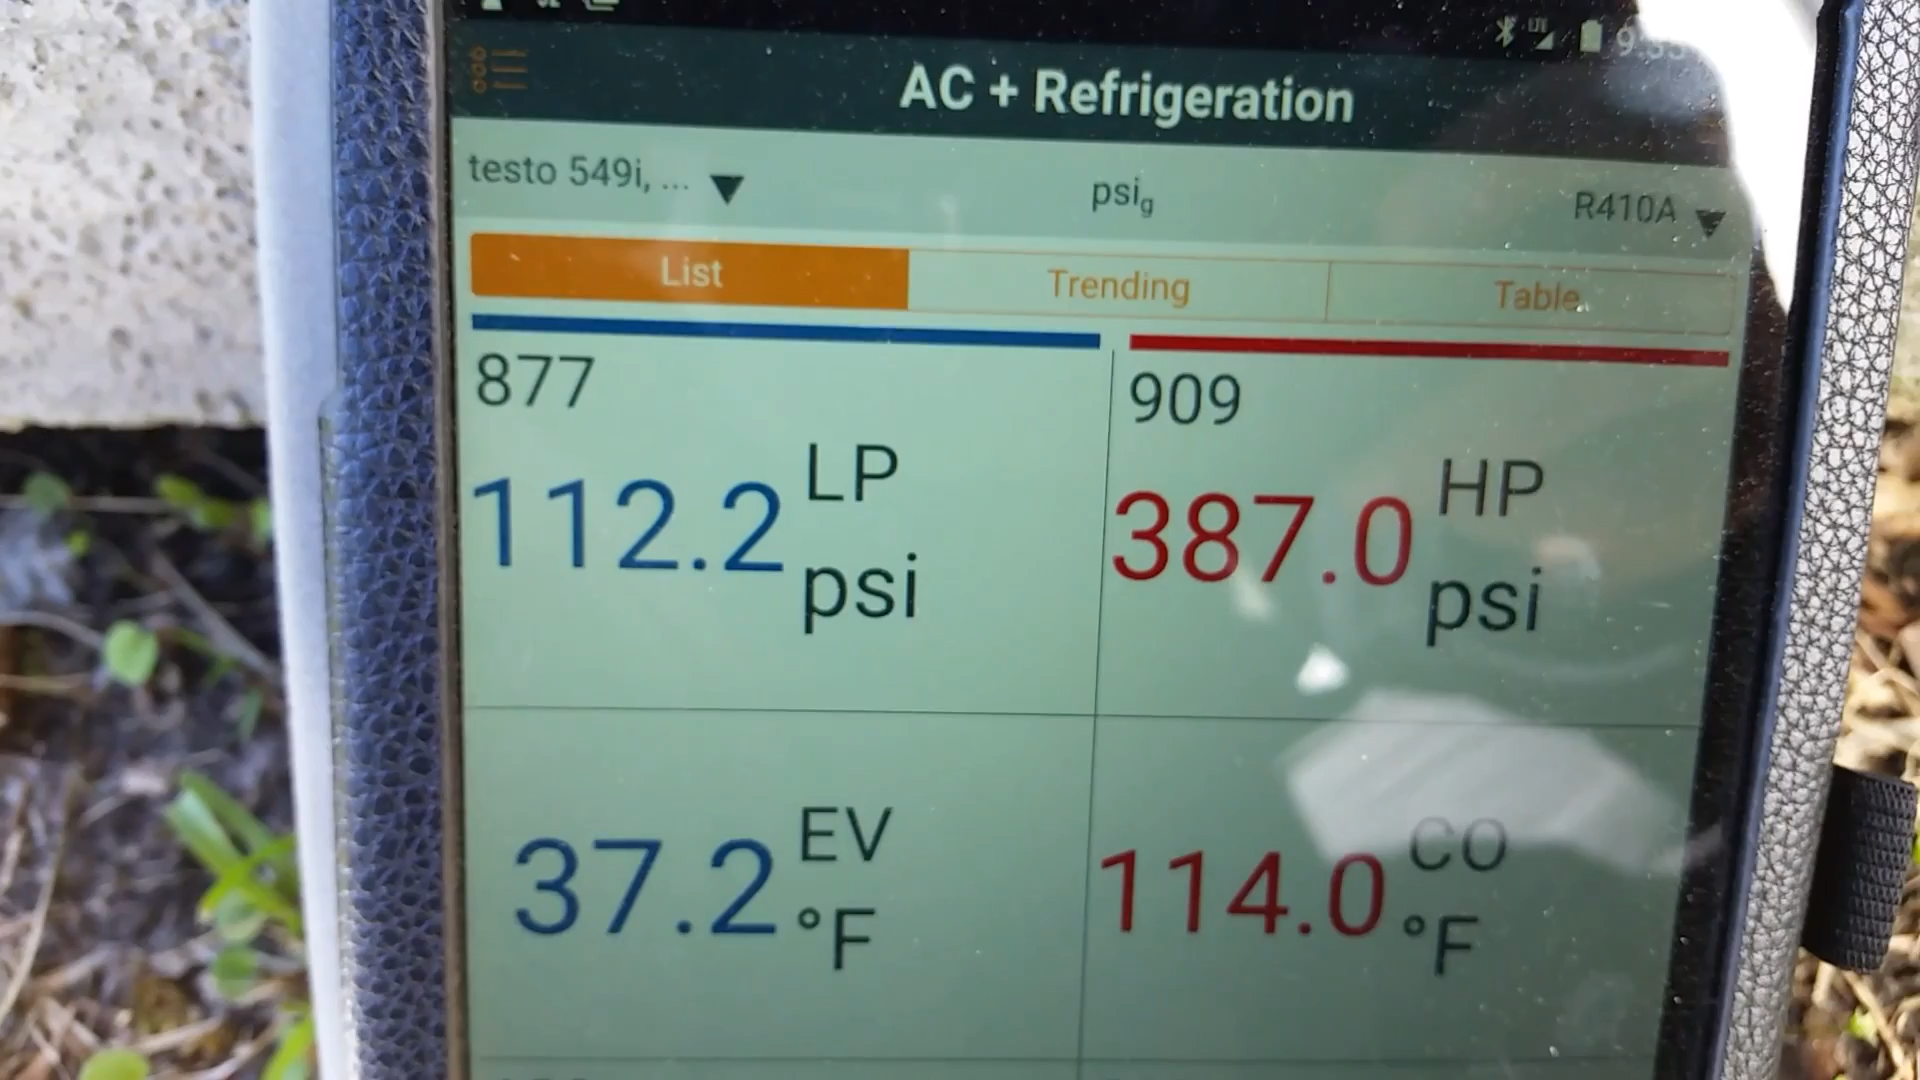 AC + Refrigeration
testo 549i, ... psig R410A
List Trending Table
877 909
112.2 LP psi 387.0 HP psi
37.2 EV °F 114.0 CO °F